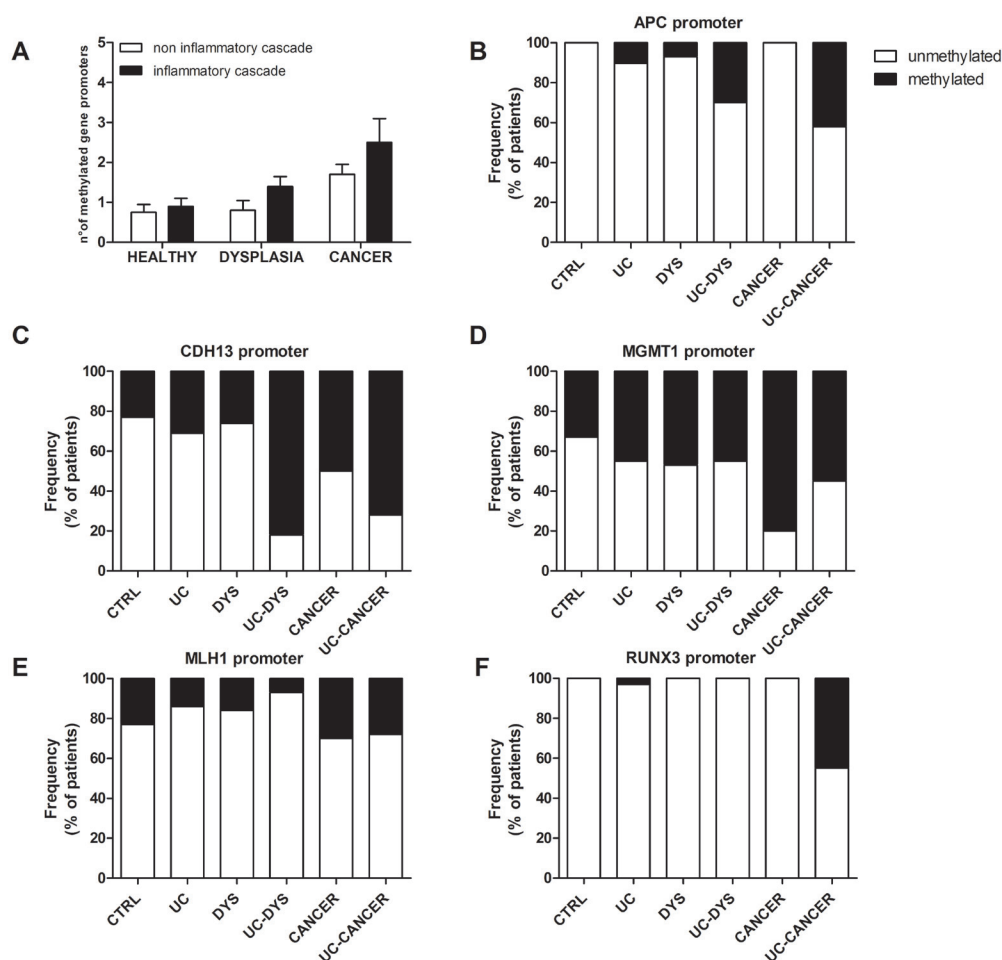 A
n°of methylated gene promoters
5
4
3
2
1
0
non inflammatory cascade
inflammatory cascade
HEALTHY DYSPLASIA CANCER
B
APC promoter
Frequency
(% of patients)
100
80
60
40
20
0
CTRL UC DYS UC-DYS CANCER UC-CANCER
unmethylated
methylated
C
CDH13 promoter
Frequency
(% of patients)
100
80
60
40
20
0
CTRL UC DYS UC-DYS CANCER UC-CANCER
D
MGMT1 promoter
Frequency
(% of patients)
100
80
60
40
20
0
CTRL UC DYS UC-DYS CANCER UC-CANCER
E
MLH1 promoter
Frequency
(% of patients)
100
80
60
40
20
0
CTRL UC DYS UC-DYS CANCER UC-CANCER
F
RUNX3 promoter
Frequency
(% of patients)
100
80
60
40
20
0
CTRL UC DYS UC-DYS CANCER UC-CANCER